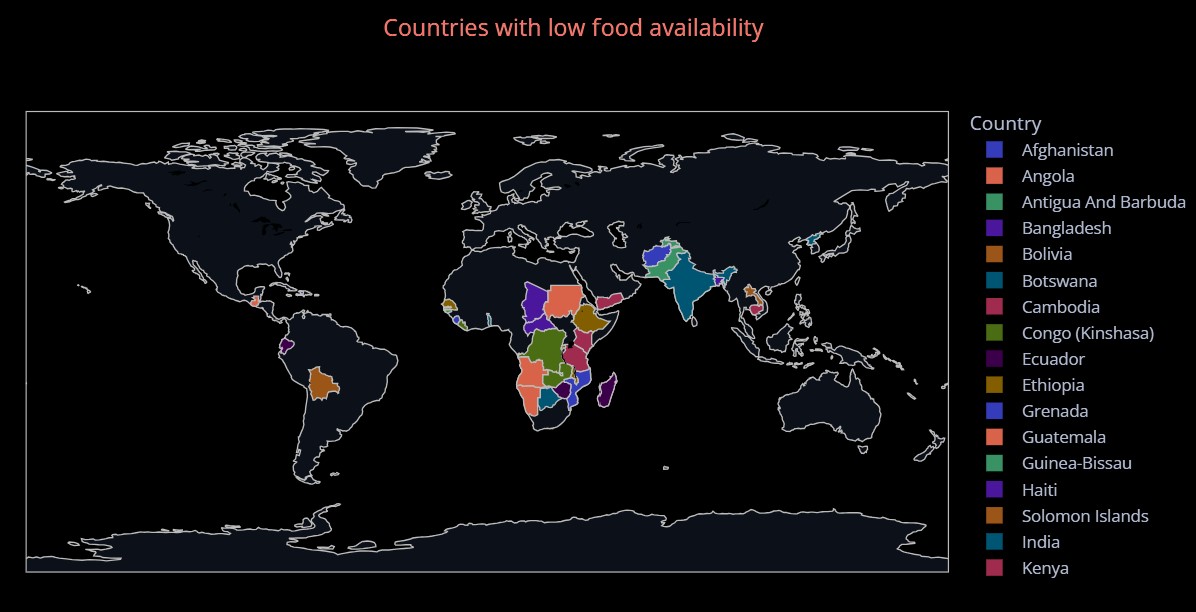 Countries with low food availability
Country
Afghanistan
Angola
Antigua And Barbuda
Bangladesh
Bolivia
Botswana
Cambodia
Congo (Kinshasa)
Ecuador
Ethiopia
Grenada
Guatemala
Guinea-Bissau
Haiti
Solomon Islands
India
Kenya